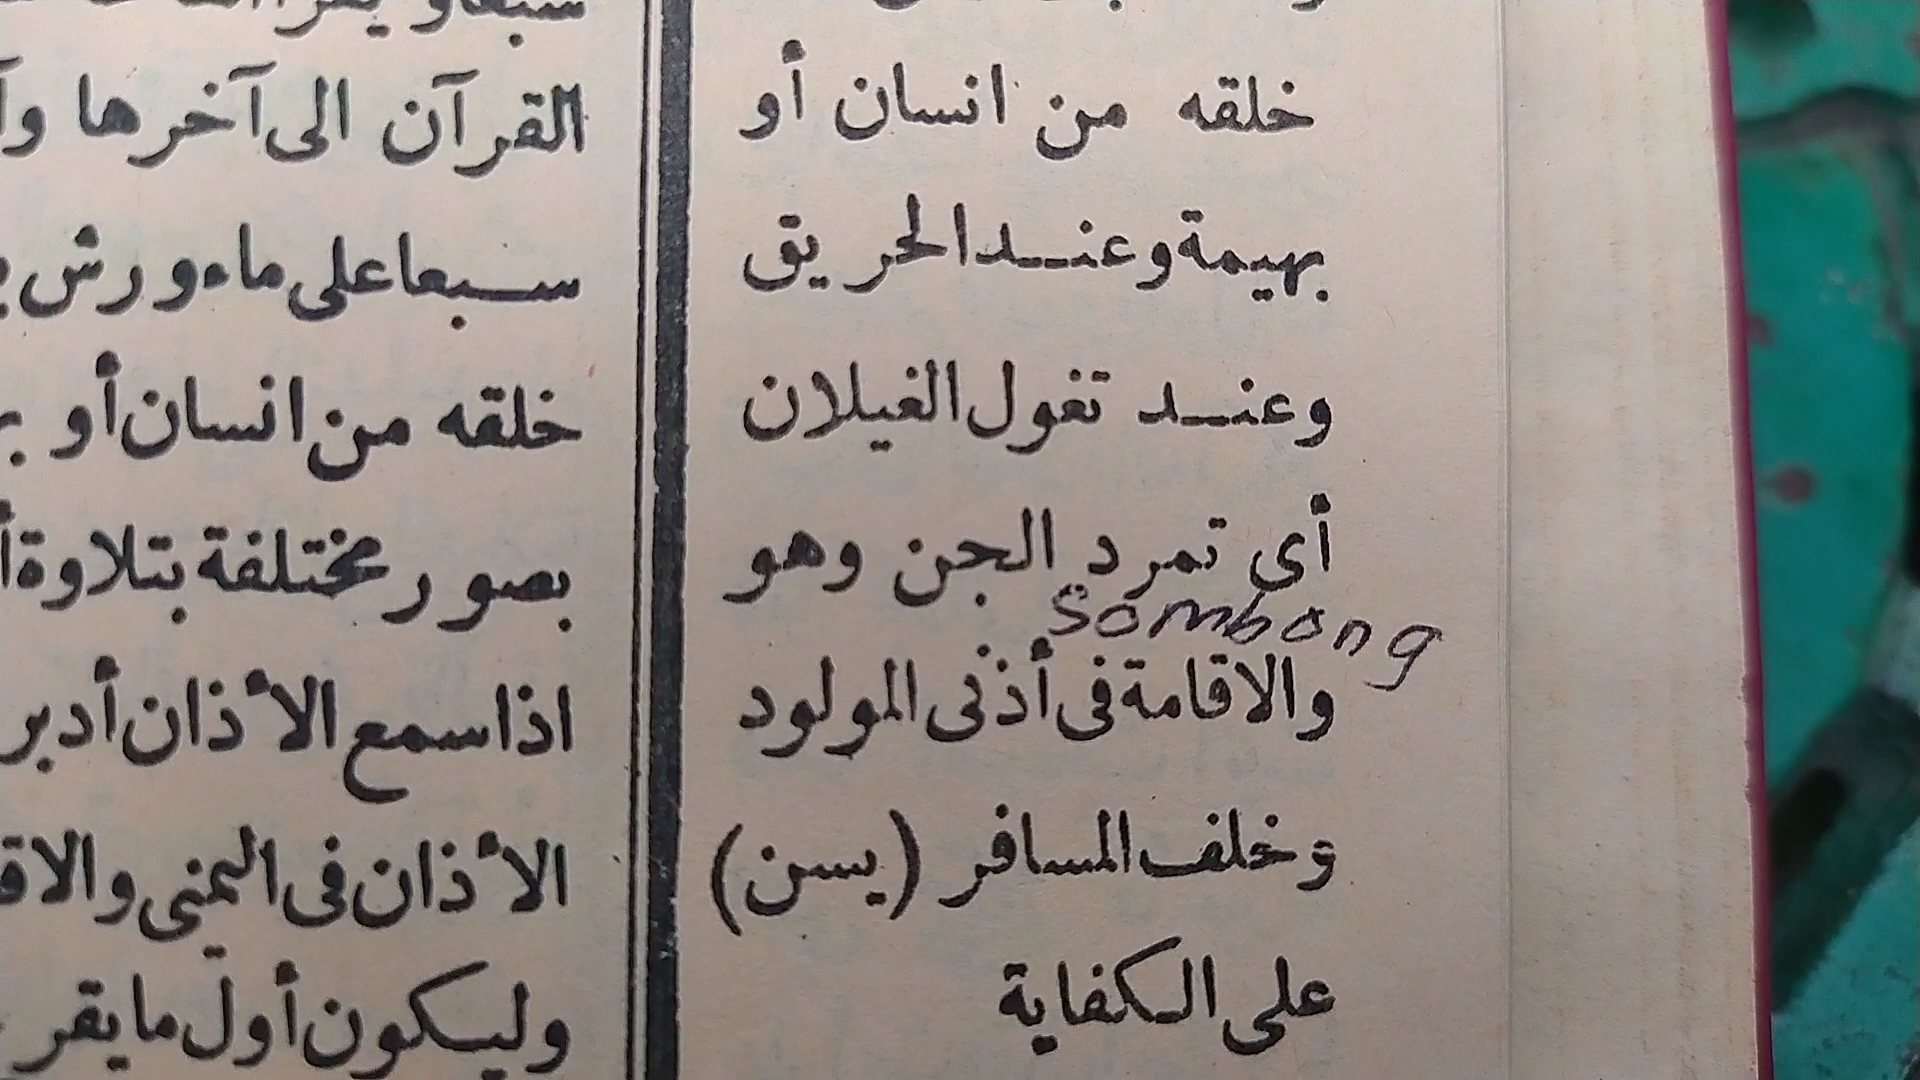 خلقه من انسان أو
بهيمة وعند الحريق
وعند تغول الغيلان
أى تمرد الجن وهو
Sombong
والاقامة فى أذنى المولود
وخلف المسافر (يسن)
على الكفاية
القرآن الى آخرها
سبعا على ماء ورش
خلقه من انسان أو
بصور مختلفة بتلاوة
اذا سمع الأذان أدبر
الأذان فى اليمنى
وليكون أول ما يقر